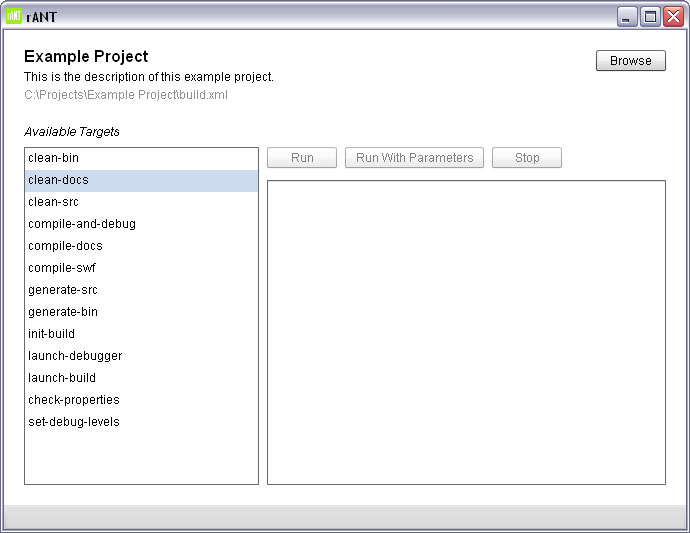 rANT rANT
Example Project
Browse
This is the description of this example project.
C:\Projects\Example Project\build.xml
Available Targets
Run
Run With Parameters
Stop
clean-bin
clean-docs
clean-src
compile-and-debug
compile-docs
compile-swf
generate-src
generate-bin
init-build
launch-debugger
launch-build
check-properties
set-debug-levels